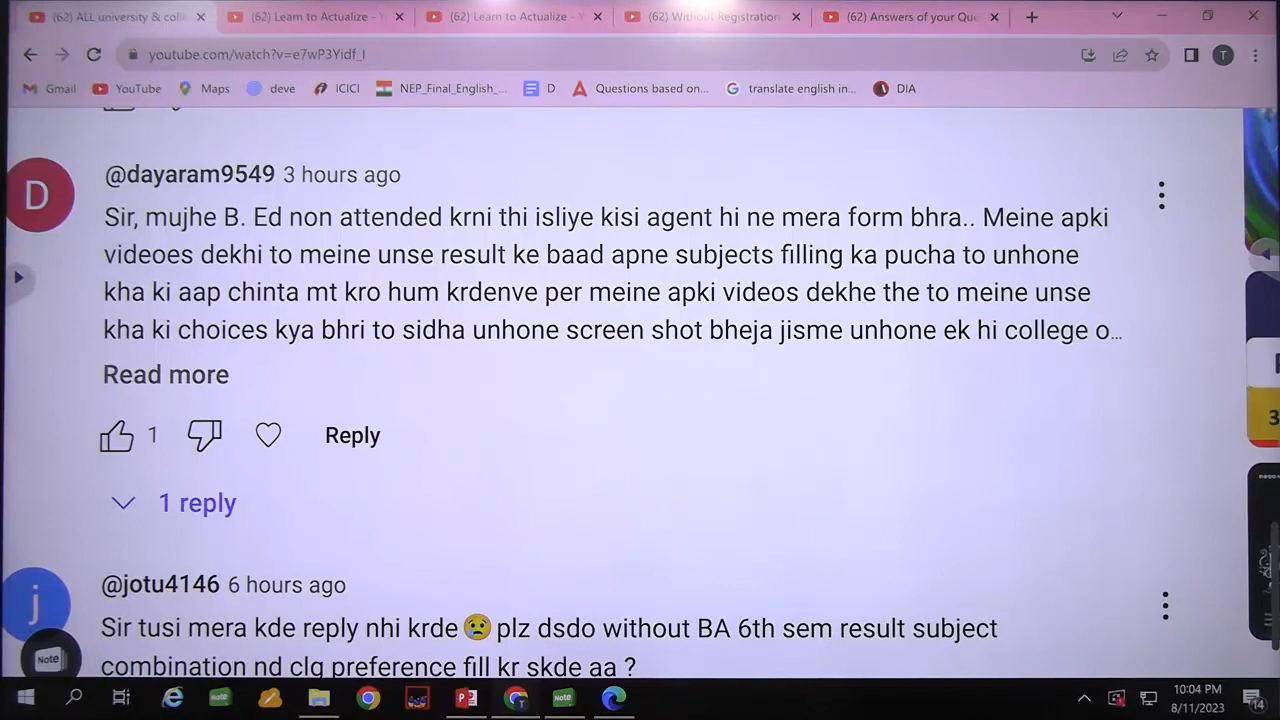 (62) ALL university & coll
(62) Learn to Actualize - Y
(62) Learn to Actualize - Y
(62) Without Registration
(62) Answers of your Que
youtube.com/watch?v=e7wP3Yidf_I
T
Gmail
YouTube
Maps
deve
ICICI
NEP_Final_English_...
D
Questions based on...
translate english in...
DIA
D
@dayaram9549 3 hours ago
Sir, mujhe B. Ed non attended krni thi isliye kisi agent hi ne mera form bhra.. Meine apki
videoes dekhi to meine unse result ke baad apne subjects filling ka pucha to unhone
kha ki aap chinta mt kro hum krdenve per meine apki videos dekhe the to meine unse
kha ki choices kya bhri to sidha unhone screen shot bheja jisme unhone ek hi college o...
Read more
1
Reply
1 reply
3
j
@jotu4146 6 hours ago
Sir tusi mera kde reply nhi krde😢plz dsdo without BA 6th sem result subject
combination nd clg preference fill kr skde aa ?
Note
Note
Note
10:04 PM
8/11/2023
14